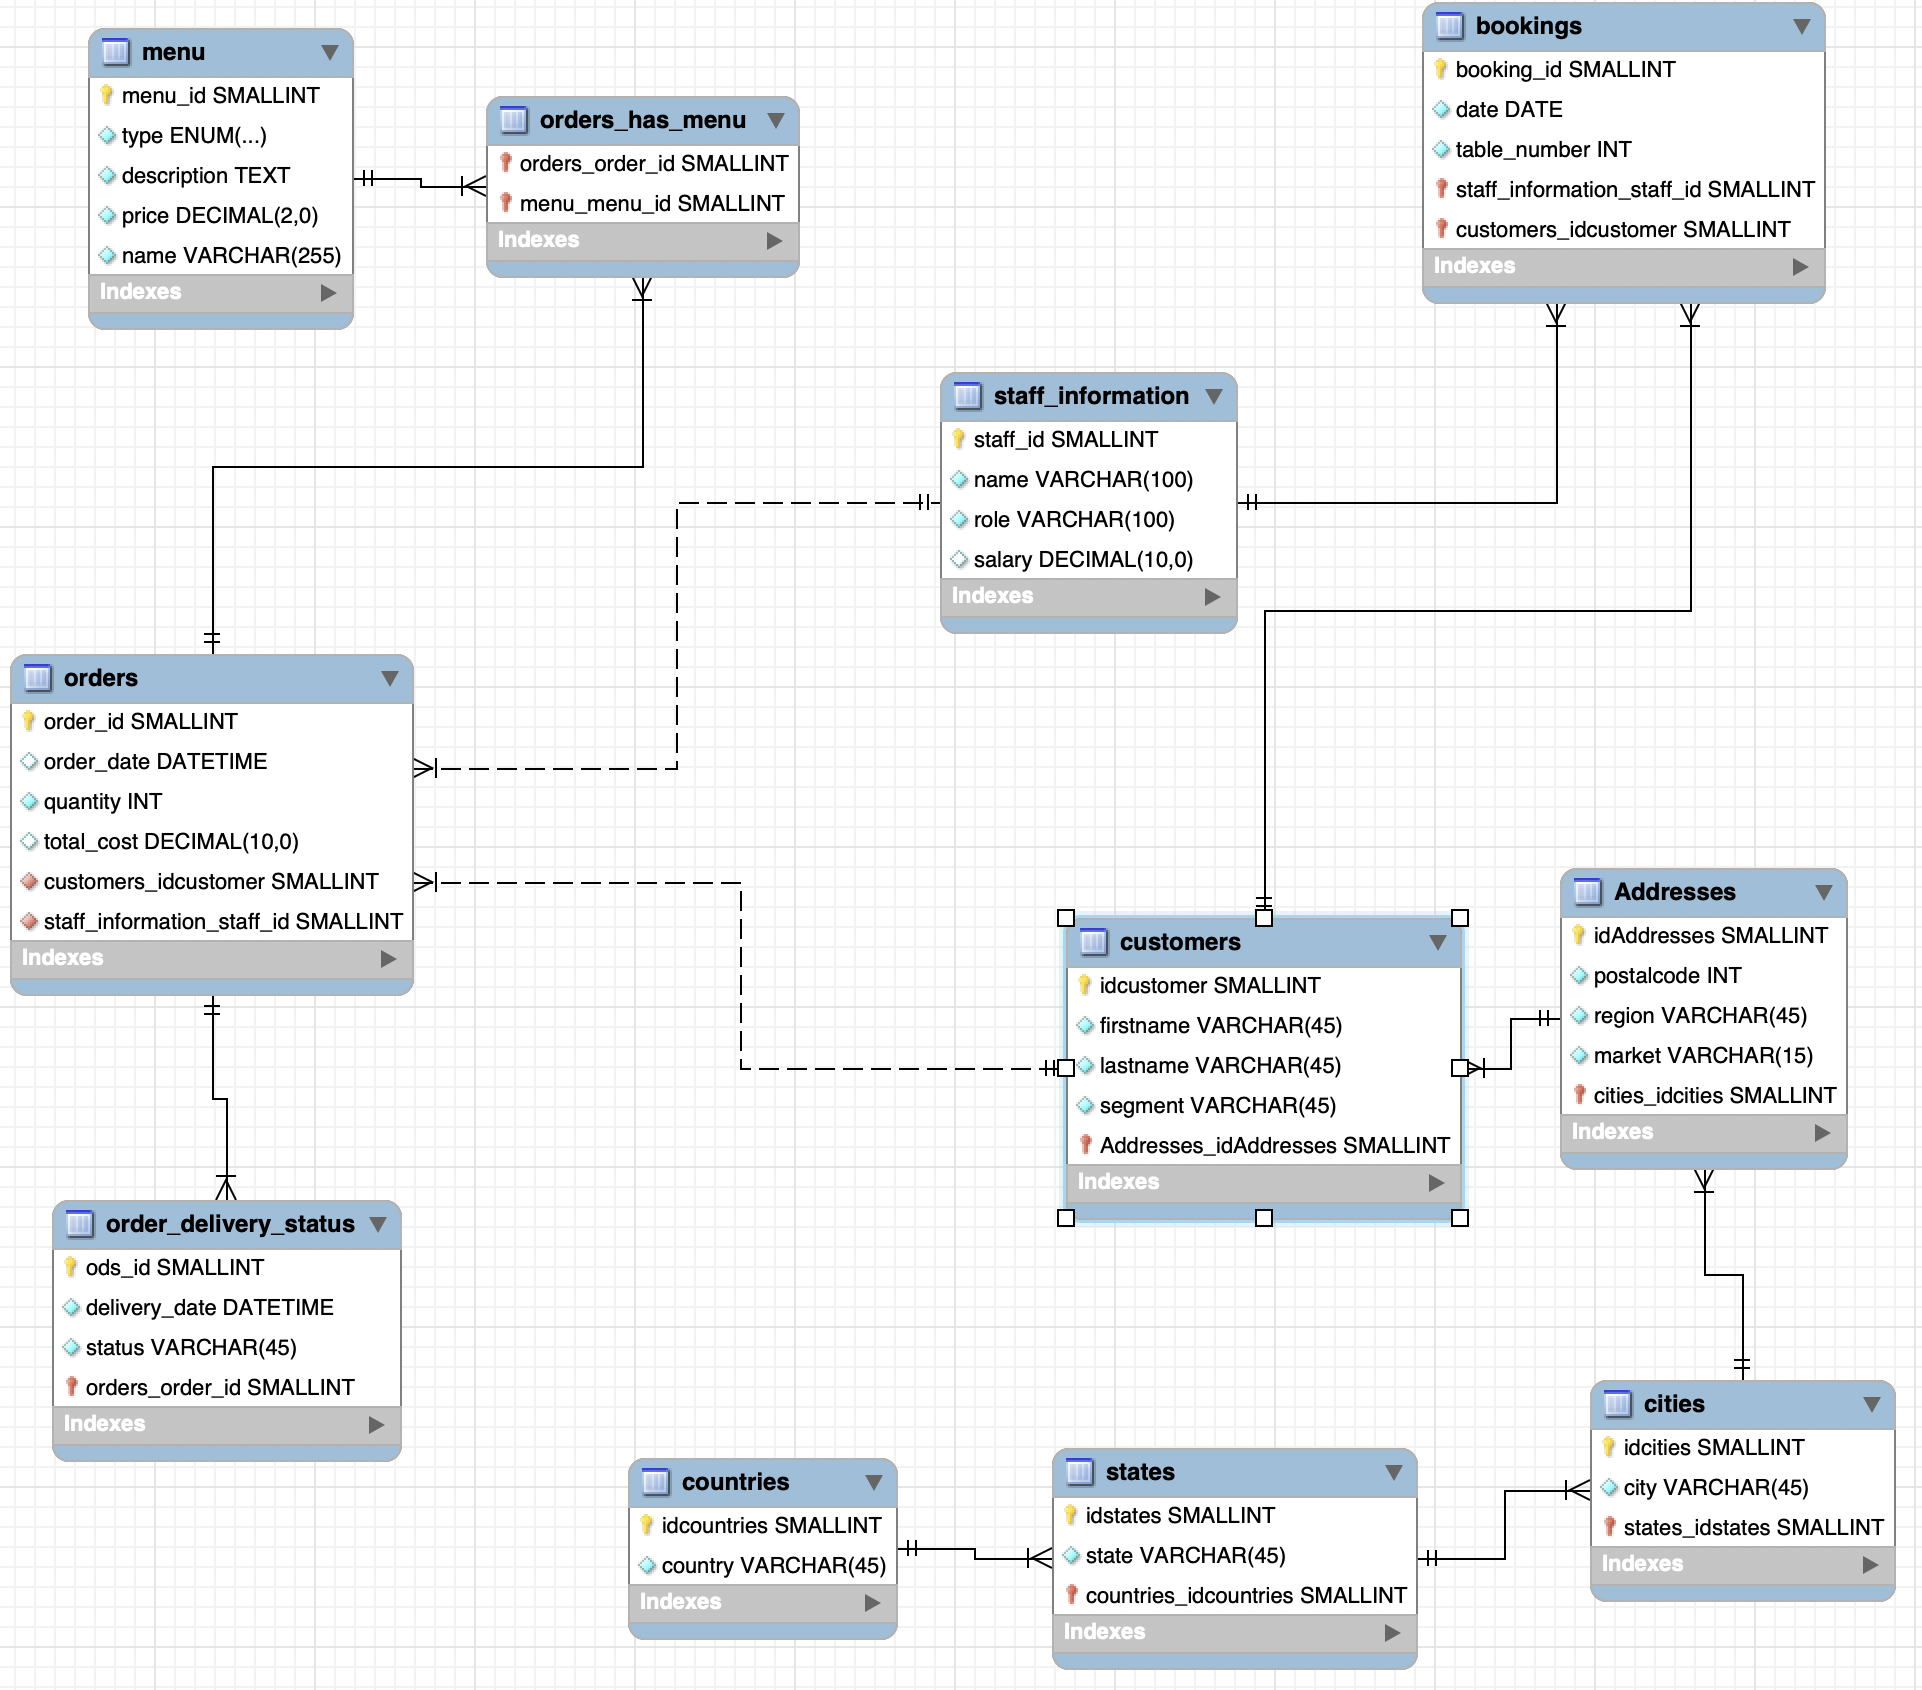 menu
menu_id SMALLINT
type ENUM(...)
description TEXT
price DECIMAL(2,0)
name VARCHAR(255)
Indexes
orders_has_menu
orders_order_id SMALLINT
menu_menu_id SMALLINT
Indexes
bookings
booking_id SMALLINT
date DATE
table_number INT
staff_information_staff_id SMALLINT
customers_idcustomer SMALLINT
Indexes
staff_information
staff_id SMALLINT
name VARCHAR(100)
role VARCHAR(100)
salary DECIMAL(10,0)
Indexes
orders
order_id SMALLINT
order_date DATETIME
quantity INT
total_cost DECIMAL(10,0)
customers_idcustomer SMALLINT
staff_information_staff_id SMALLINT
Indexes
customers
idcustomer SMALLINT
firstname VARCHAR(45)
lastname VARCHAR(45)
segment VARCHAR(45)
Addresses_idAddresses SMALLINT
Indexes
Addresses
idAddresses SMALLINT
postalcode INT
region VARCHAR(45)
market VARCHAR(15)
cities_idcities SMALLINT
Indexes
order_delivery_status
ods_id SMALLINT
delivery_date DATETIME
status VARCHAR(45)
orders_order_id SMALLINT
Indexes
countries
idcountries SMALLINT
country VARCHAR(45)
Indexes
states
idstates SMALLINT
state VARCHAR(45)
countries_idcountries SMALLINT
Indexes
cities
idcities SMALLINT
city VARCHAR(45)
states_idstates SMALLINT
Indexes